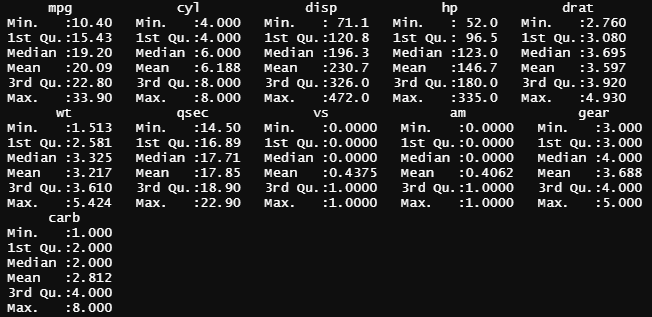 mpg             cyl             disp             hp             drat
Min.   :10.40   Min.   :4.000   Min.   : 71.1   Min.   : 52.0   Min.   :2.760
1st Qu.:15.43   1st Qu.:4.000   1st Qu.:120.8   1st Qu.: 96.5   1st Qu.:3.080
Median :19.20   Median :6.000   Median :196.3   Median :123.0   Median :3.695
Mean   :20.09   Mean   :6.188   Mean   :230.7   Mean   :146.7   Mean   :3.597
3rd Qu.:22.80   3rd Qu.:8.000   3rd Qu.:326.0   3rd Qu.:180.0   3rd Qu.:3.920
Max.   :33.90   Max.   :8.000   Max.   :472.0   Max.   :335.0   Max.   :4.930
      wt             qsec             vs               am              gear
Min.   :1.513   Min.   :14.50   Min.   :0.0000   Min.   :0.0000   Min.   :3.000
1st Qu.:2.581   1st Qu.:16.89   1st Qu.:0.0000   1st Qu.:0.0000   1st Qu.:3.000
Median :3.325   Median :17.71   Median :0.0000   Median :0.0000   Median :4.000
Mean   :3.217   Mean   :17.85   Mean   :0.4375   Mean   :0.4062   Mean   :3.688
3rd Qu.:3.610   3rd Qu.:18.90   3rd Qu.:1.0000   3rd Qu.:1.0000   3rd Qu.:4.000
Max.   :5.424   Max.   :22.90   Max.   :1.0000   Max.   :1.0000   Max.   :5.000
      carb
Min.   :1.000
1st Qu.:2.000
Median :2.000
Mean   :2.812
3rd Qu.:4.000
Max.   :8.000